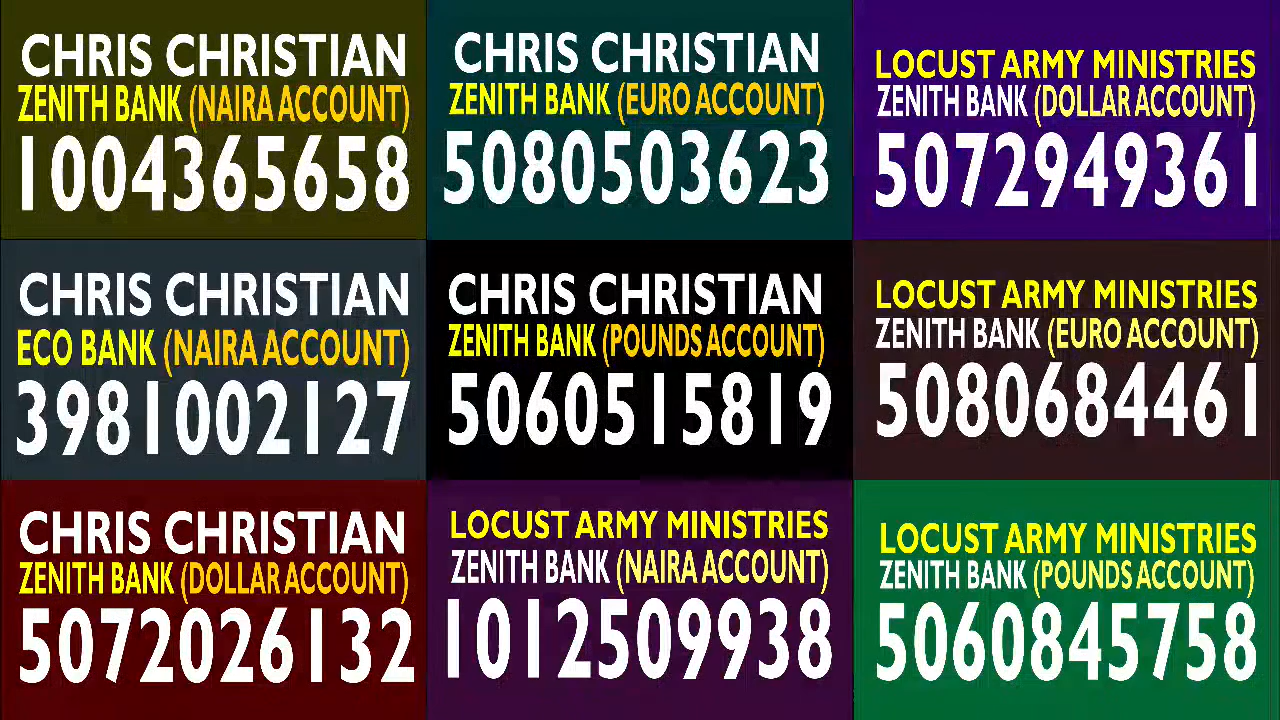 CHRIS CHRISTIAN
ZENITH BANK (NAIRA ACCOUNT)
1004365658
CHRIS CHRISTIAN
ZENITH BANK (EURO ACCOUNT)
5080503623
LOCUST ARMY MINISTRIES
ZENITH BANK (DOLLAR ACCOUNT)
5072949361
CHRIS CHRISTIAN
ECO BANK (NAIRA ACCOUNT)
3981002127
CHRIS CHRISTIAN
ZENITH BANK (POUNDS ACCOUNT)
5060515819
LOCUST ARMY MINISTRIES
ZENITH BANK (EURO ACCOUNT)
5080684461
CHRIS CHRISTIAN
ZENITH BANK (DOLLAR ACCOUNT)
5072026132
LOCUST ARMY MINISTRIES
ZENITH BANK (NAIRA ACCOUNT)
1012509938
LOCUST ARMY MINISTRIES
ZENITH BANK (POUNDS ACCOUNT)
5060845758